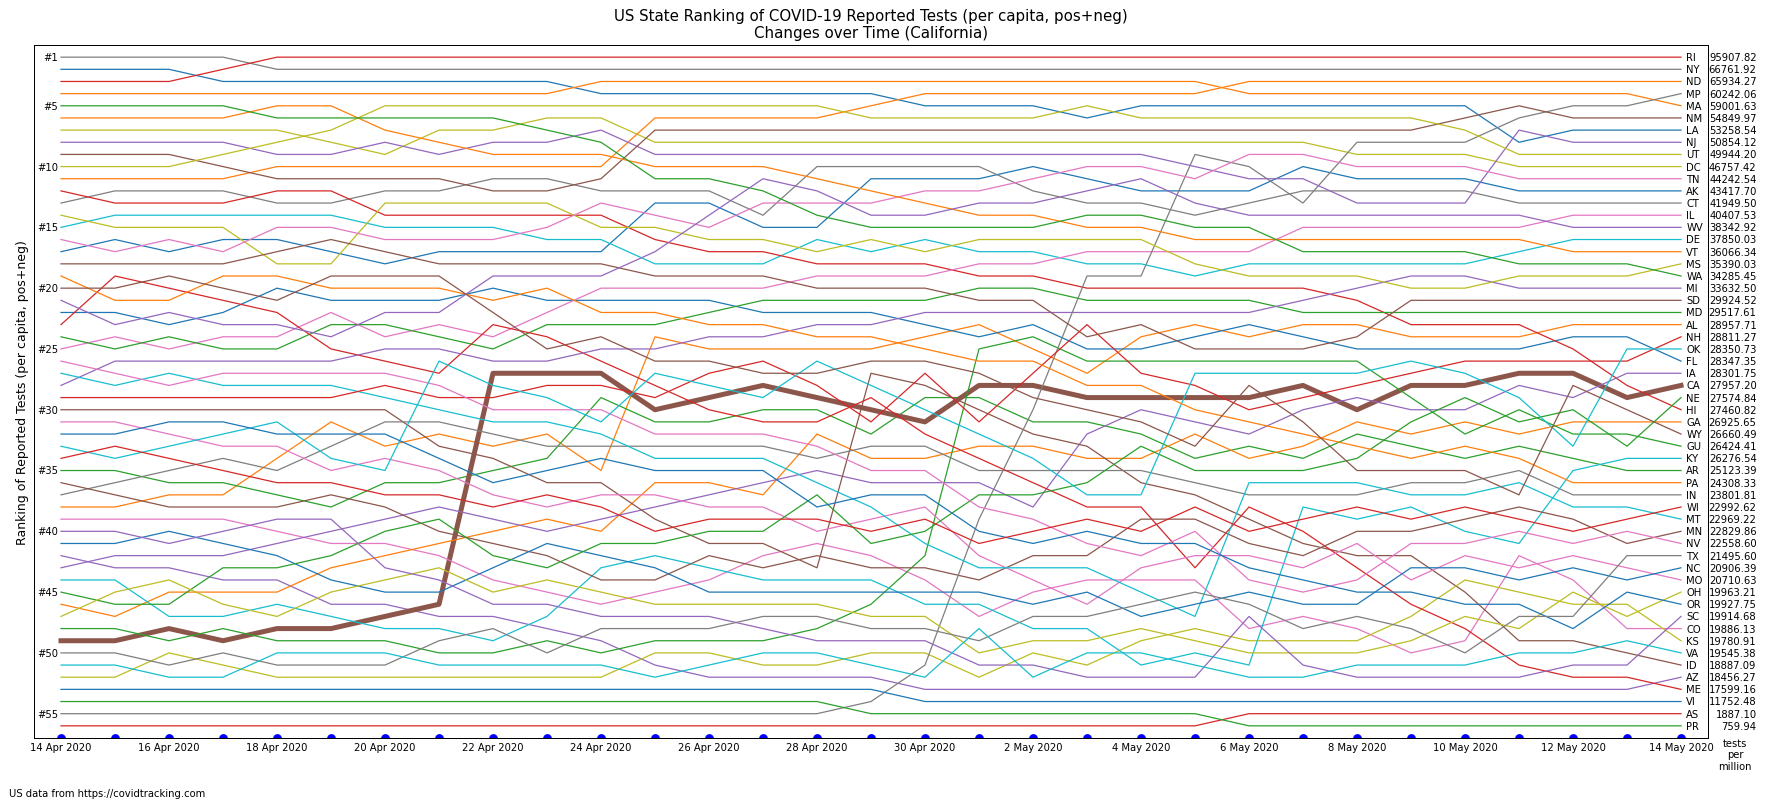 US State Ranking of COVID-19 Reported Tests (per capita, pos+neg)
Changes over Time (California)
Ranking of Reported Tests (per capita, pos+neg)
#1
#5
#10
#15
#20
#25
#30
#35
#40
#45
#50
#55
RI 95907.82
NY 66761.92
ND 65934.27
MP 60242.06
MA 59001.63
NM 54849.97
LA 53258.54
NJ 50854.12
UT 49944.20
DC 46757.42
TN 44242.54
AK 43417.70
CT 41949.50
IL 40407.53
WV 38342.92
DE 37850.03
VT 36066.34
MS 35390.03
WA 34285.45
MI 33632.50
SD 29924.52
MD 29517.61
AL 28957.71
NH 28811.27
OK 28350.73
FL 28347.35
IA 28301.75
CA 27957.20
NE 27574.84
HI 27460.82
GA 26925.65
WY 26660.49
GU 26424.41
KY 26276.54
AR 25123.39
PA 24308.33
IN 23801.81
WI 22992.62
MT 22969.22
MN 22829.86
NV 22558.60
TX 21495.60
NC 20906.39
MO 20710.63
OH 19963.21
OR 19927.75
SC 19914.68
CO 19886.13
KS 19780.91
VA 19545.38
ID 18887.09
AZ 18456.27
ME 17599.16
VI 11752.48
AS 1887.10
PR 759.94
14 Apr 2020 16 Apr 2020 18 Apr 2020 20 Apr 2020 22 Apr 2020 24 Apr 2020 26 Apr 2020 28 Apr 2020 30 Apr 2020 2 May 2020 4 May 2020 6 May 2020 8 May 2020 10 May 2020 12 May 2020 14 May 2020
tests
per
million
US data from https://covidtracking.com